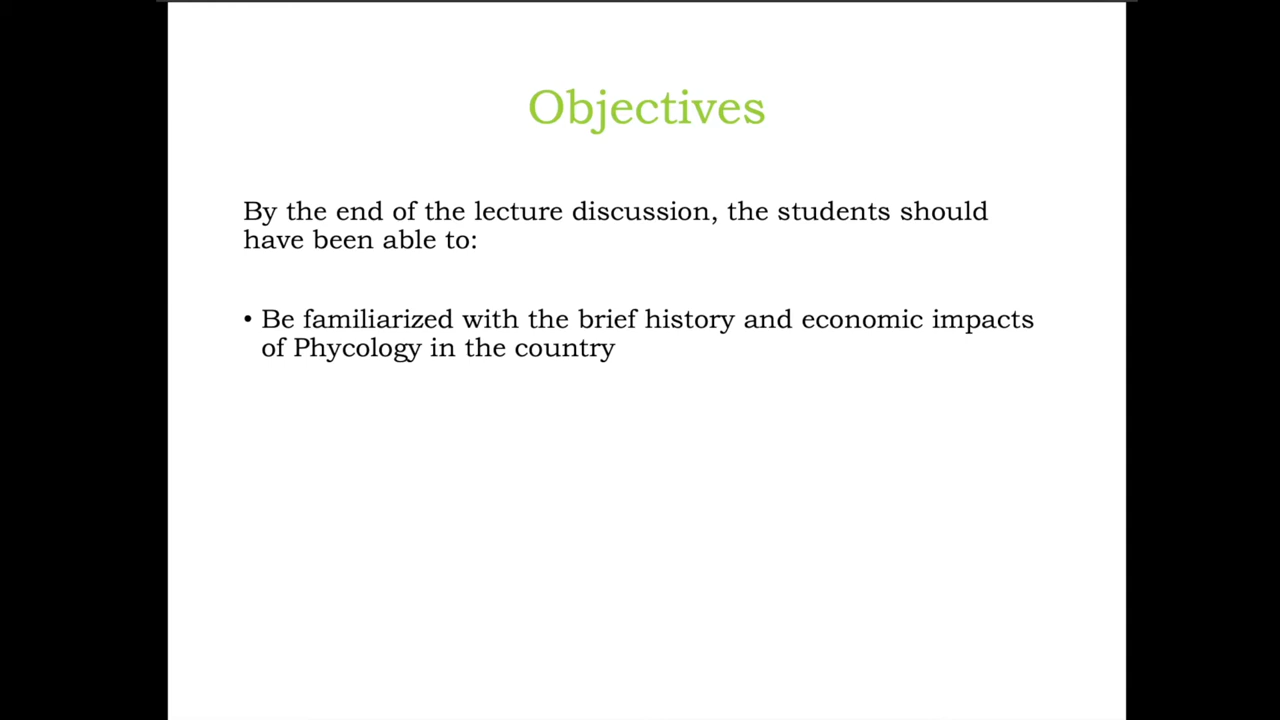 Objectives
By the end of the lecture discussion, the students should
have been able to:
• Be familiarized with the brief history and economic impacts
of Phycology in the country